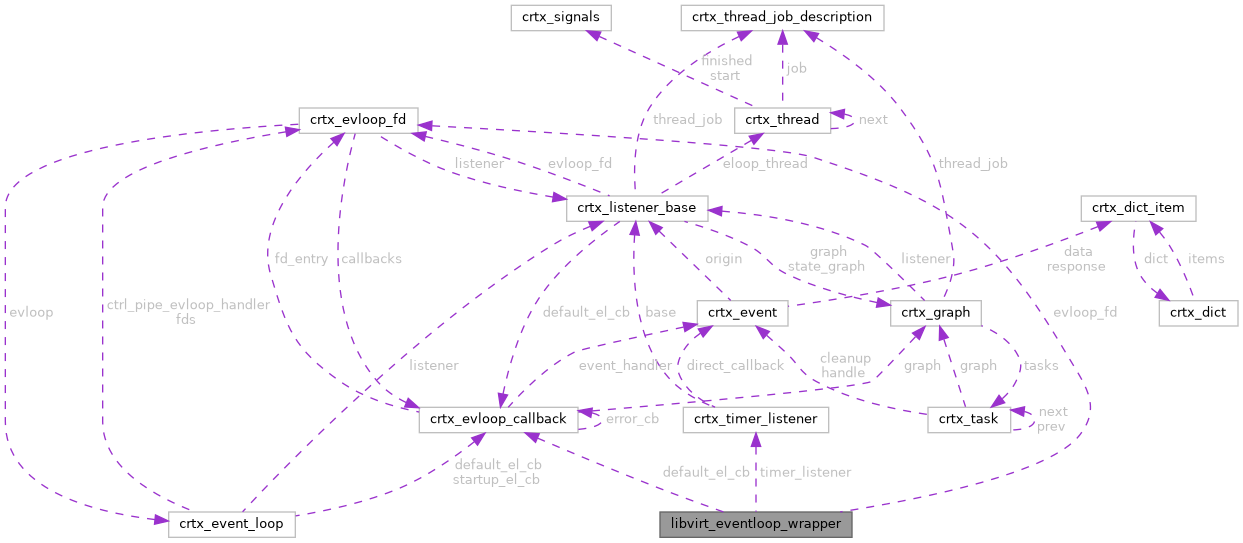 crtx_signals
crtx_thread_job_description
finished
start
job
crtx_evloop_fd
thread_job
crtx_thread
next
listener
evloop_fd
eloop_thread
thread_job
crtx_listener_base
crtx_dict_item
fd_entry
callbacks
origin
graph
state_graph
listener
data
response
dict
items
evloop
ctrl_pipe_evloop_handler
fds
default_el_cb
base
crtx_event
crtx_graph
evloop_fd
crtx_dict
listener
event_handler
direct_callback
cleanup
handle
graph
graph
tasks
crtx_evloop_callback
error_cb
crtx_timer_listener
crtx_task
next
prev
default_el_cb
startup_el_cb
default_el_cb
timer_listener
crtx_event_loop
libvirt_eventloop_wrapper